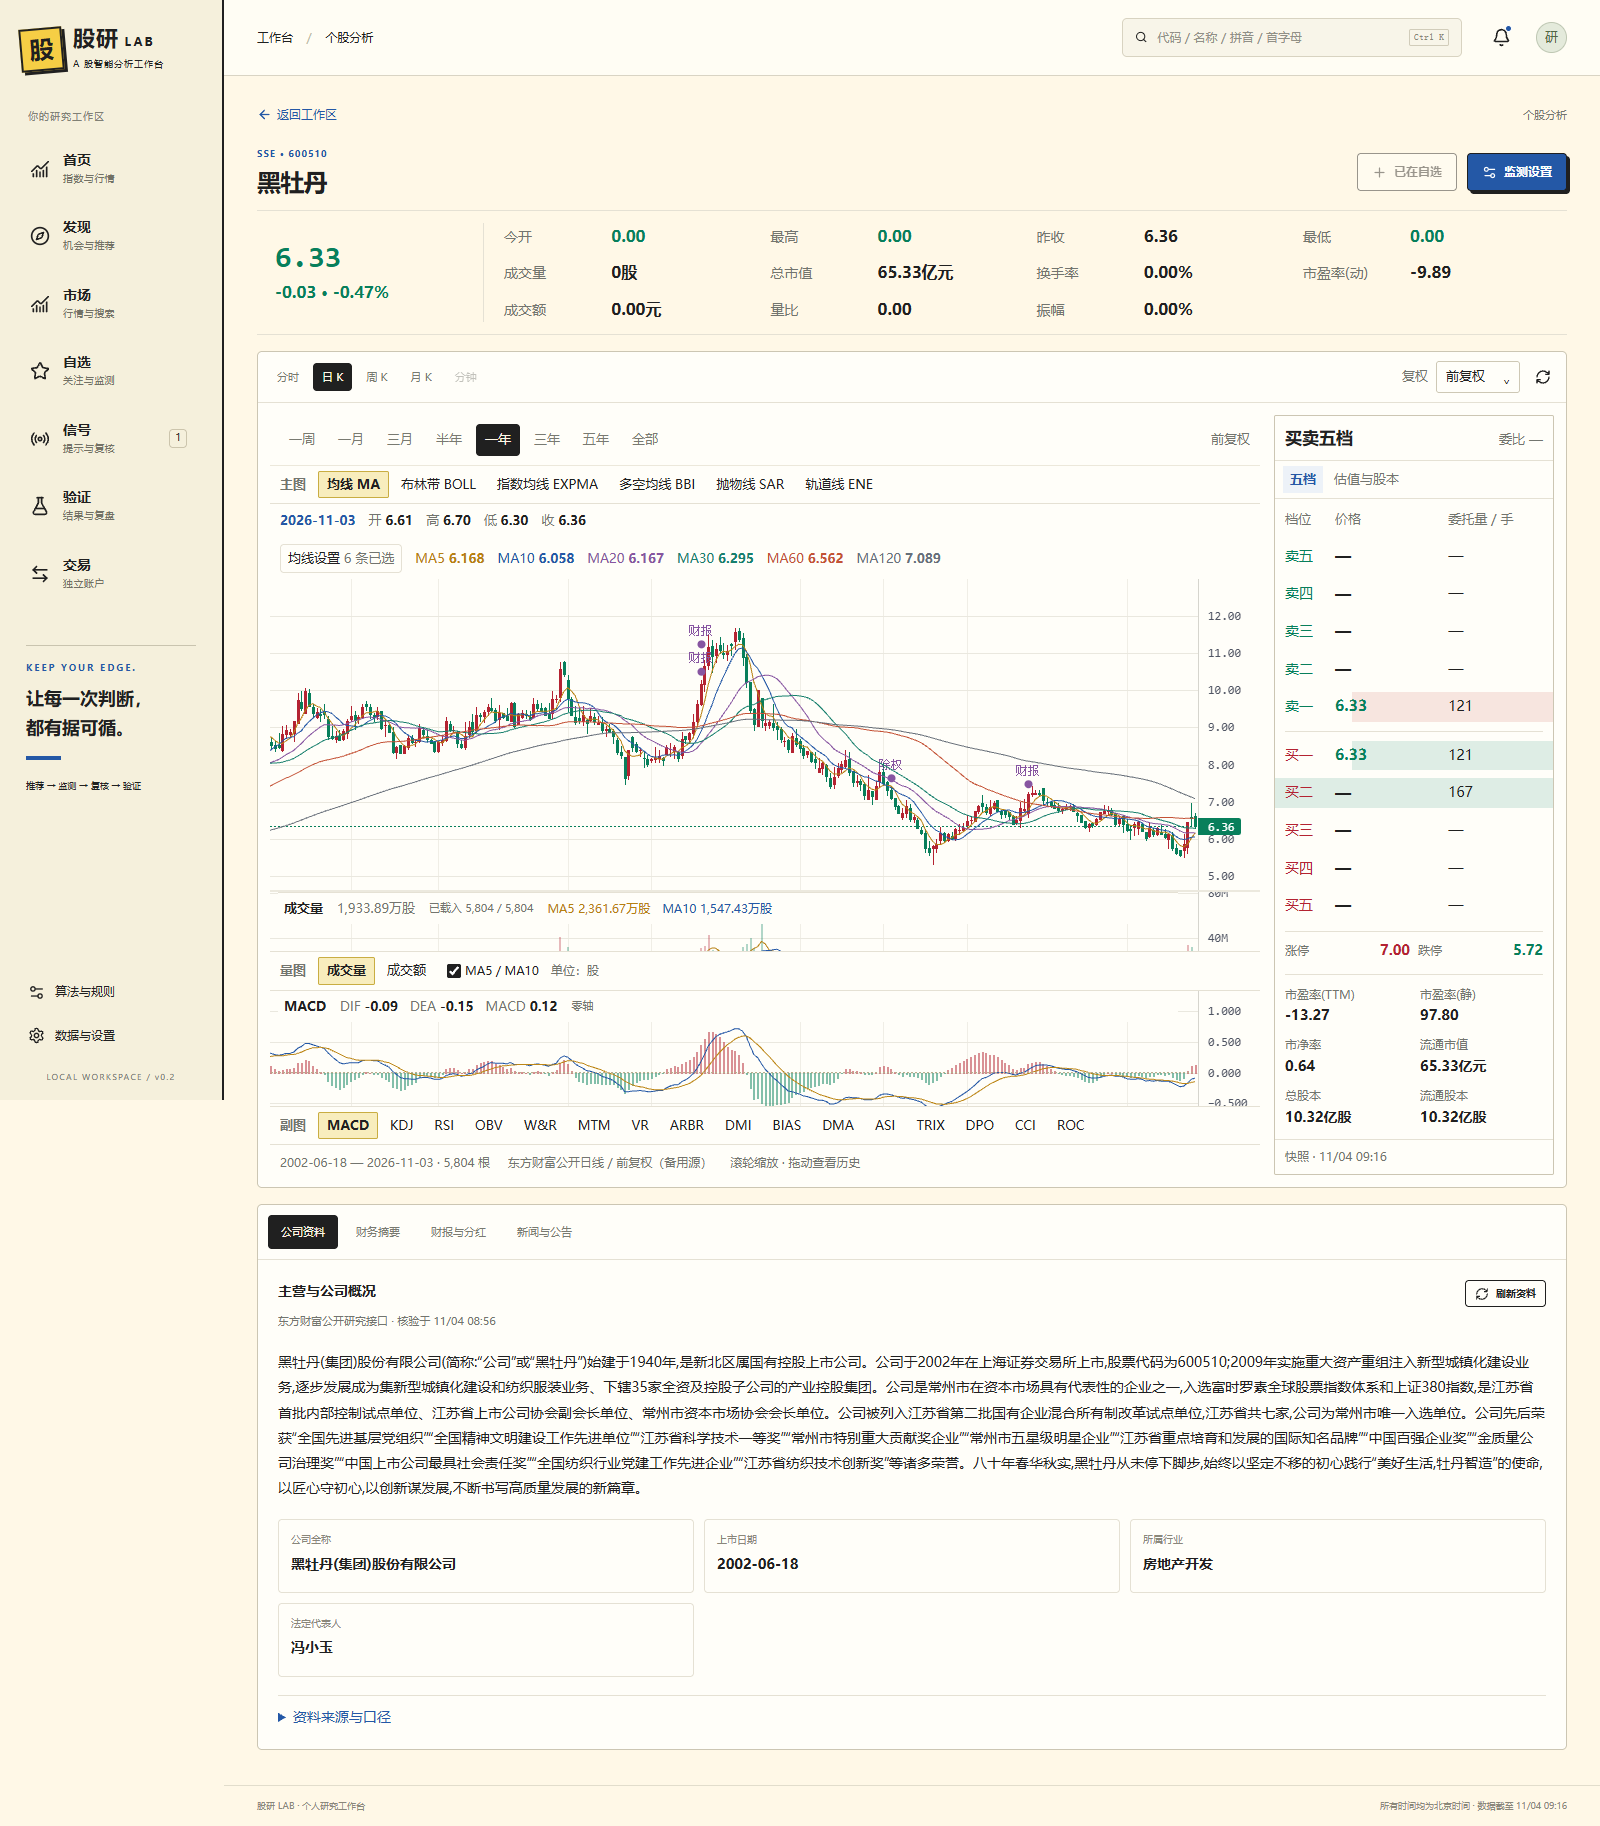 股
股研 LAB
A 股智能分析工作台
你的研究工作区
首页
指数与行情
发现
机会与推荐
市场
行情与搜索
自选
关注与监测
信号
提示与复核
1
验证
结果与复盘
交易
独立账户
KEEP YOUR EDGE.
让每一次判断，
都有据可循。
推荐 → 监测 → 复核 → 验证
算法与规则
数据与设置
LOCAL WORKSPACE / v0.2
工作台 / 个股分析
代码 / 名称 / 拼音 / 首字母 Ctrl K
研
返回工作区
个股分析
SSE • 600510
黑牡丹
已在自选
监测设置
6.33
-0.03 • -0.47%
今开 0.00 最高 0.00 昨收 6.36 最低 0.00
成交量 0股 总市值 65.33亿元 换手率 0.00% 市盈率(动) -9.89
成交额 0.00元 量比 0.00 振幅 0.00%
分时 日 K 周 K 月 K 分钟
复权 前复权
一周 一月 三月 半年 一年 三年 五年 全部 前复权
主图 均线 MA 布林带 BOLL 指数均线 EXPMA 多空均线 BBI 抛物线 SAR 轨道线 ENE
2026-11-03 开 6.61 高 6.70 低 6.30 收 6.36
均线设置 6 条已选 MA5 6.168 MA10 6.058 MA20 6.167 MA30 6.295 MA60 6.562 MA120 7.089
财报
财报
除权
财报
12.00
11.00
10.00
9.00
8.00
7.00
6.36
6.00
5.00
80M
成交量 1,933.89万股 已载入 5,804 / 5,804 MA5 2,361.67万股 MA10 1,547.43万股
40M
量图 成交量 成交额 MA5 / MA10 单位：股
MACD DIF -0.09 DEA -0.15 MACD 0.12 零轴
1.000
0.500
0.000
-0.500
副图 MACD KDJ RSI OBV W&R MTM VR ARBR DMI BIAS DMA ASI TRIX DPO CCI ROC
2002-06-18 — 2026-11-03 · 5,804 根 东方财富公开日线 / 前复权（备用源） 滚轮缩放 · 拖动查看历史
买卖五档 委比 —
五档 估值与股本
档位 价格 委托量 / 手
卖五 — —
卖四 — —
卖三 — —
卖二 — —
卖一 6.33 121
买一 6.33 121
买二 — 167
买三 — —
买四 — —
买五 — —
涨停 7.00 跌停 5.72
市盈率(TTM) 市盈率(静)
-13.27 97.80
市净率 流通市值
0.64 65.33亿元
总股本 流通股本
10.32亿股 10.32亿股
快照 · 11/04 09:16
公司资料 财务摘要 财报与分红 新闻与公告
主营与公司概况
刷新资料
东方财富公开研究接口 · 核验于 11/04 08:56
黑牡丹(集团)股份有限公司(简称:“公司”或“黑牡丹”)始建于1940年,是新北区属国有控股上市公司。公司于2002年在上海证券交易所上市,股票代码为600510;2009年实施重大资产重组注入新型城镇化建设业
务,逐步发展成为集新型城镇化建设和纺织服装业务、下辖35家全资及控股子公司的产业控股集团。公司是常州市在资本市场具有代表性的企业之一,入选富时罗素全球股票指数体系和上证380指数,是江苏省
首批内部控制试点单位、江苏省上市公司协会副会长单位、常州市资本市场协会会长单位。公司被列入江苏省第二批国有企业混合所有制改革试点单位,江苏省共七家,公司为常州市唯一入选单位。公司先后荣
获“全国先进基层党组织”“全国精神文明建设工作先进单位”“江苏省科学技术一等奖”“常州市特别重大贡献奖企业”“常州市五星级明星企业”“江苏省重点培育和发展的国际知名品牌”“中国百强企业奖”“金质量公
司治理奖”“中国上市公司最具社会责任奖”“全国纺织行业党建工作先进企业”“江苏省纺织技术创新奖”等诸多荣誉。八十年春华秋实,黑牡丹从未停下脚步,始终以坚定不移的初心践行“美好生活,牡丹智造”的使命,
以匠心守初心,以创新谋发展,不断书写高质量发展的新篇章。
公司全称
黑牡丹(集团)股份有限公司
上市日期
2002-06-18
所属行业
房地产开发
法定代表人
冯小玉
资料来源与口径
股研 LAB · 个人研究工作台
所有时间均为北京时间 · 数据截至 11/04 09:16